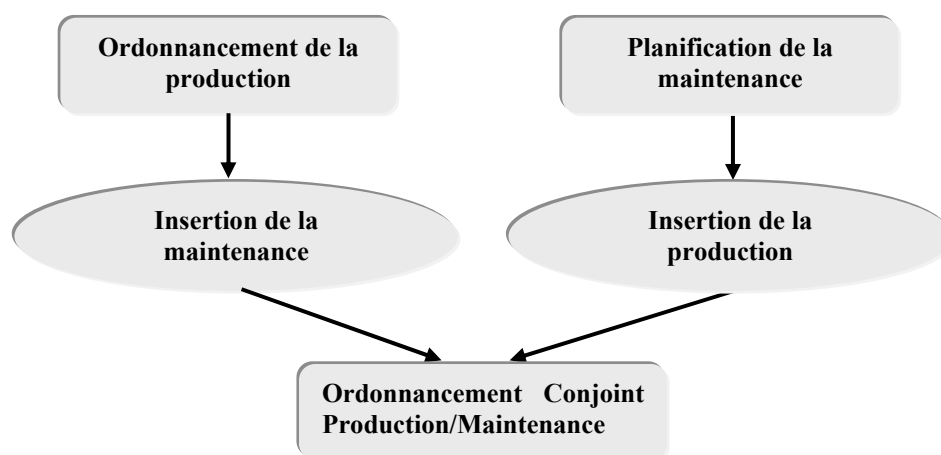 Ordonnancement de la
production
Planification de la
maintenance
Insertion de la
maintenance
Insertion de la
production
Ordonnancement Conjoint
Production/Maintenance